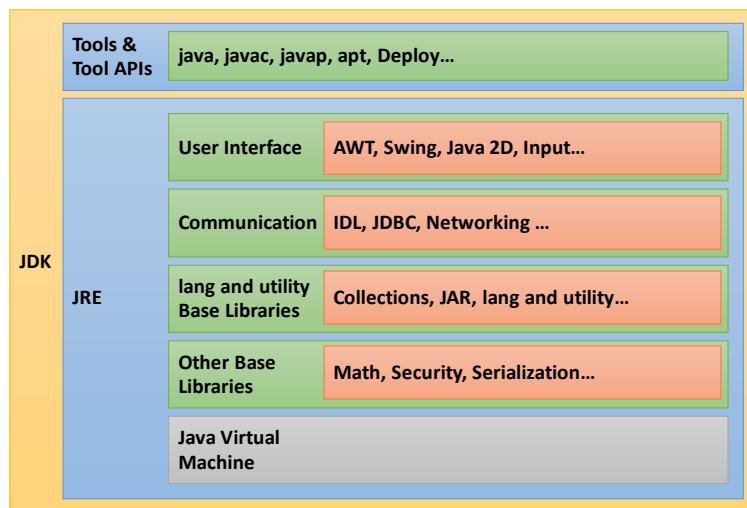 Tools &
Tool APIs
java, javac, javap, apt, Deploy…
User Interface
AWT, Swing, Java 2D, Input…
Communication
IDL, JDBC, Networking …
JDK
JRE
lang and utility
Base Libraries
Collections, JAR, lang and utility…
Other Base
Libraries
Math, Security, Serialization…
Java Virtual
Machine